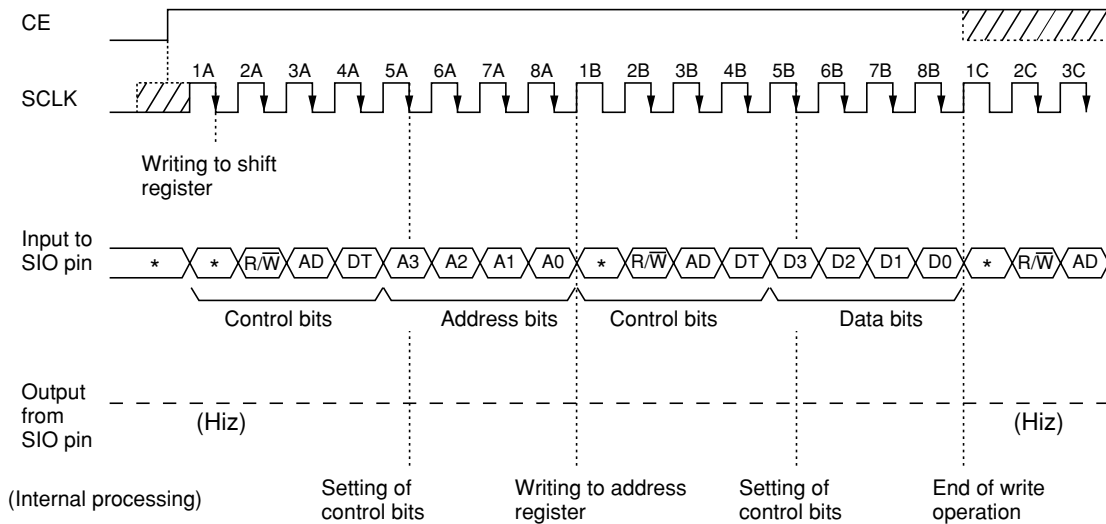 CE
1A 2A 3A 4A 5A 6A 7A 8A 1B 2B 3B 4B 5B 6B 7B 8B 1C 2C 3C
SCLK
Writing to shift
register
Input to
SIO pin
* * R/W̅ AD DT A3 A2 A1 A0 * R/W̅ AD DT D3 D2 D1 D0 * R/W̅ AD
Control bits Address bits Control bits Data bits
Output
from
SIO pin
(Hiz) (Hiz)
(Internal processing)
Setting of
control bits
Writing to address
register
Setting of
control bits
End of write
operation